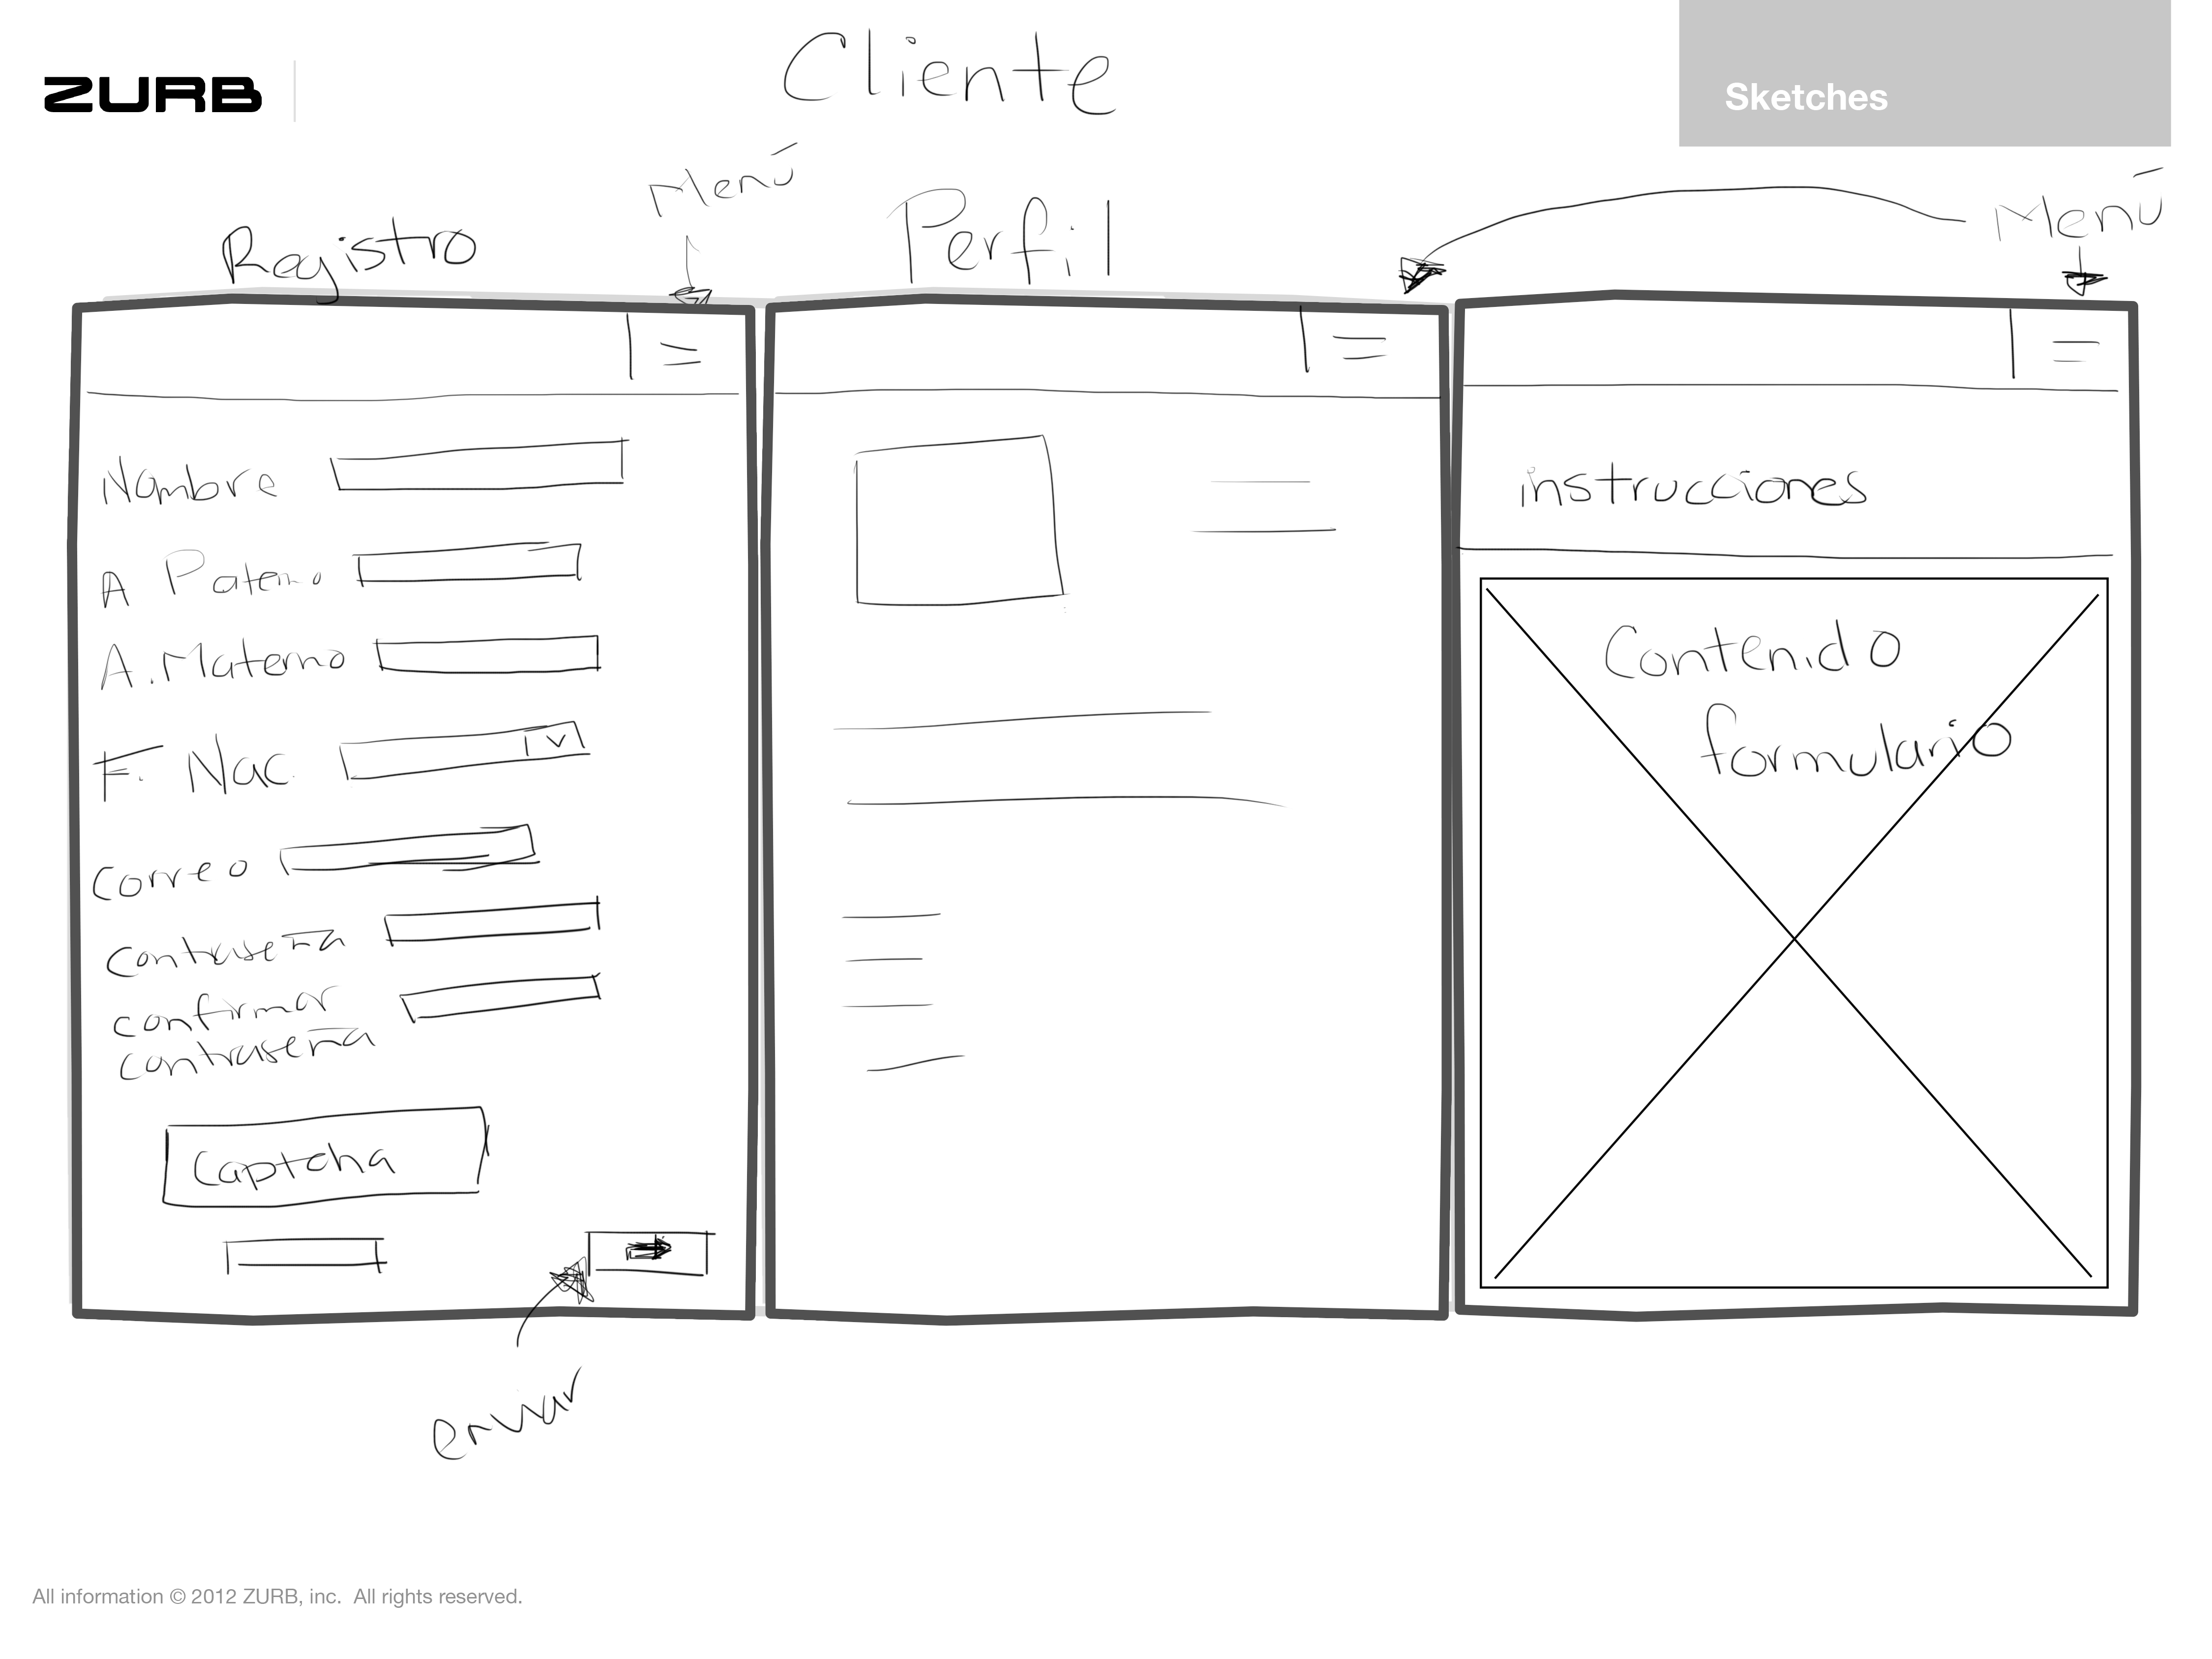 ZURB
Cliente
Sketches
Menú
Menú
Registro
Perfil
Nombre
A Paterno
A. Materno
F. Nac.
Correo
Contraseña
confirmar
contraseña
Captcha
enviar
instrucciones
Contenido
formulario
All information © 2012 ZURB, inc. All rights reserved.